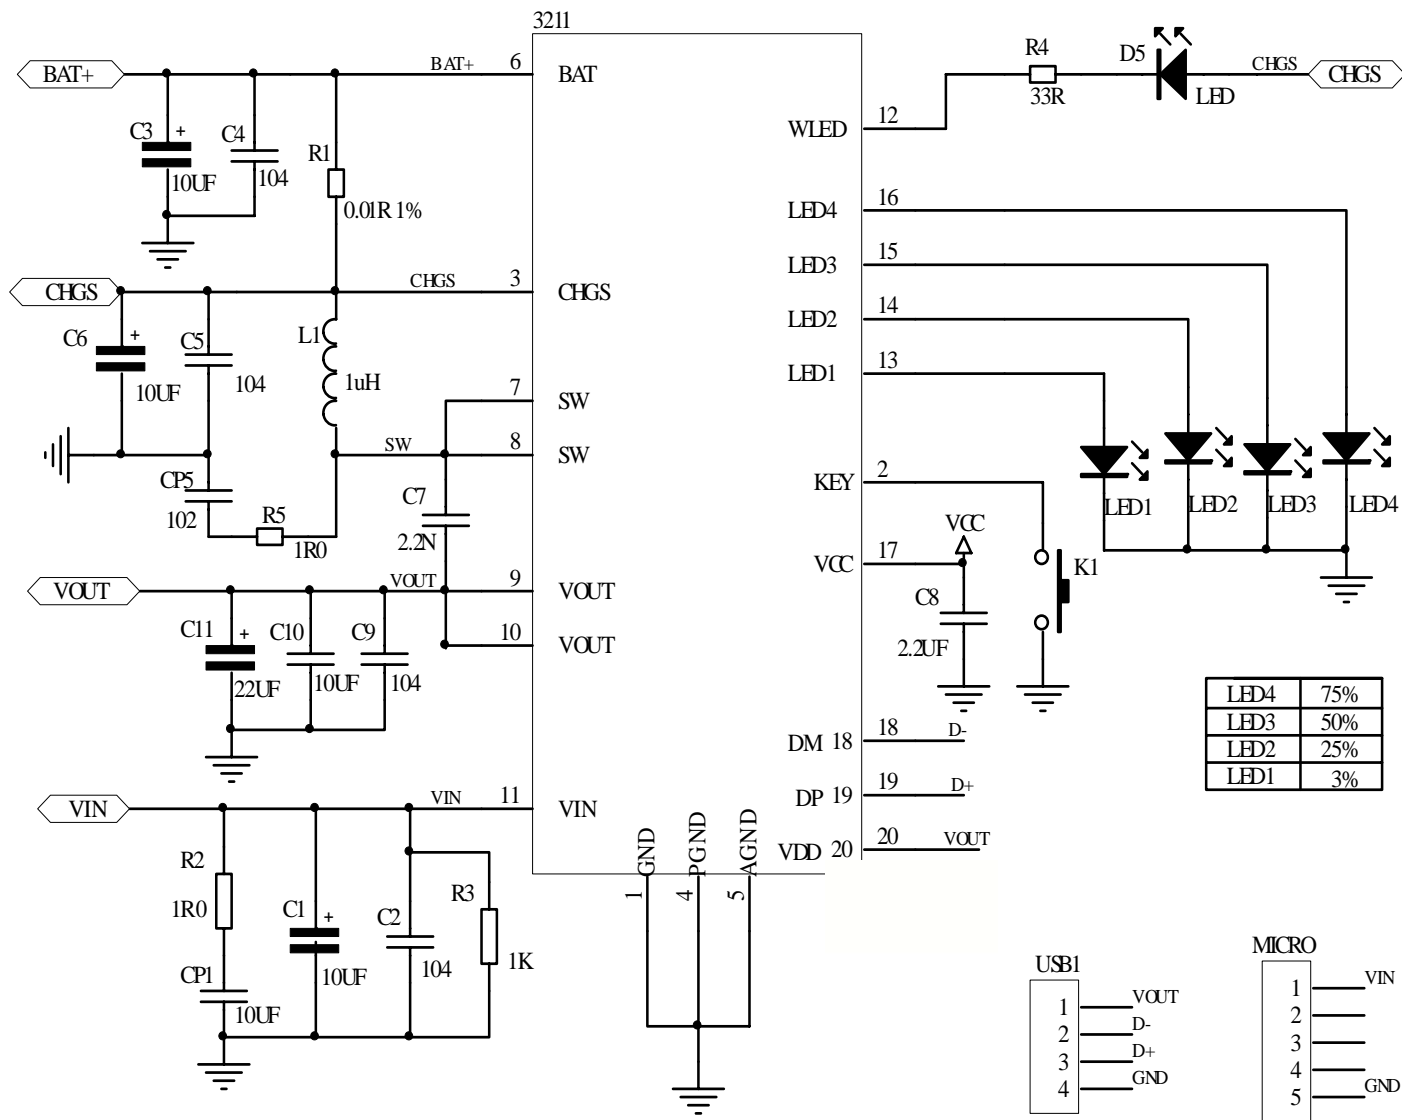 3211
BAT+
BAT+
6
BAT
C3
+
10UF
C4
104
R1
0.01R 1%
CHGS
CHGS
3
CHGS
C6
+
10UF
C5
104
L1
1uH
7
SW
SW
8
SW
CP5
102
R5
1R0
C7
2.2N
VOUT
VOUT
9
VOUT
10
VOUT
C11
+
22UF
C10
10UF
C9
104
VIN
VIN
11
VIN
R2
1R0
CP1
10UF
C1
+
10UF
C2
104
R3
1K
GND
PGND
AGND
1
4
5
R4
33R
D5
LED
CHGS
CHGS
WLED
12
LED4
16
LED3
15
LED2
14
LED1
13
KEY
2
VCC
17
VCC
C8
2.2UF
K1
LED1
LED2
LED3
LED4
DM 18
18
D-
DP 19
19
D+
VDD 20
20
VOUT
LED4 75%
LED3 50%
LED2 25%
LED1 3%
USB1
1 VOUT
2 D-
3 D+
4 GND
MICRO
1 VIN
2
3
4
5 GND